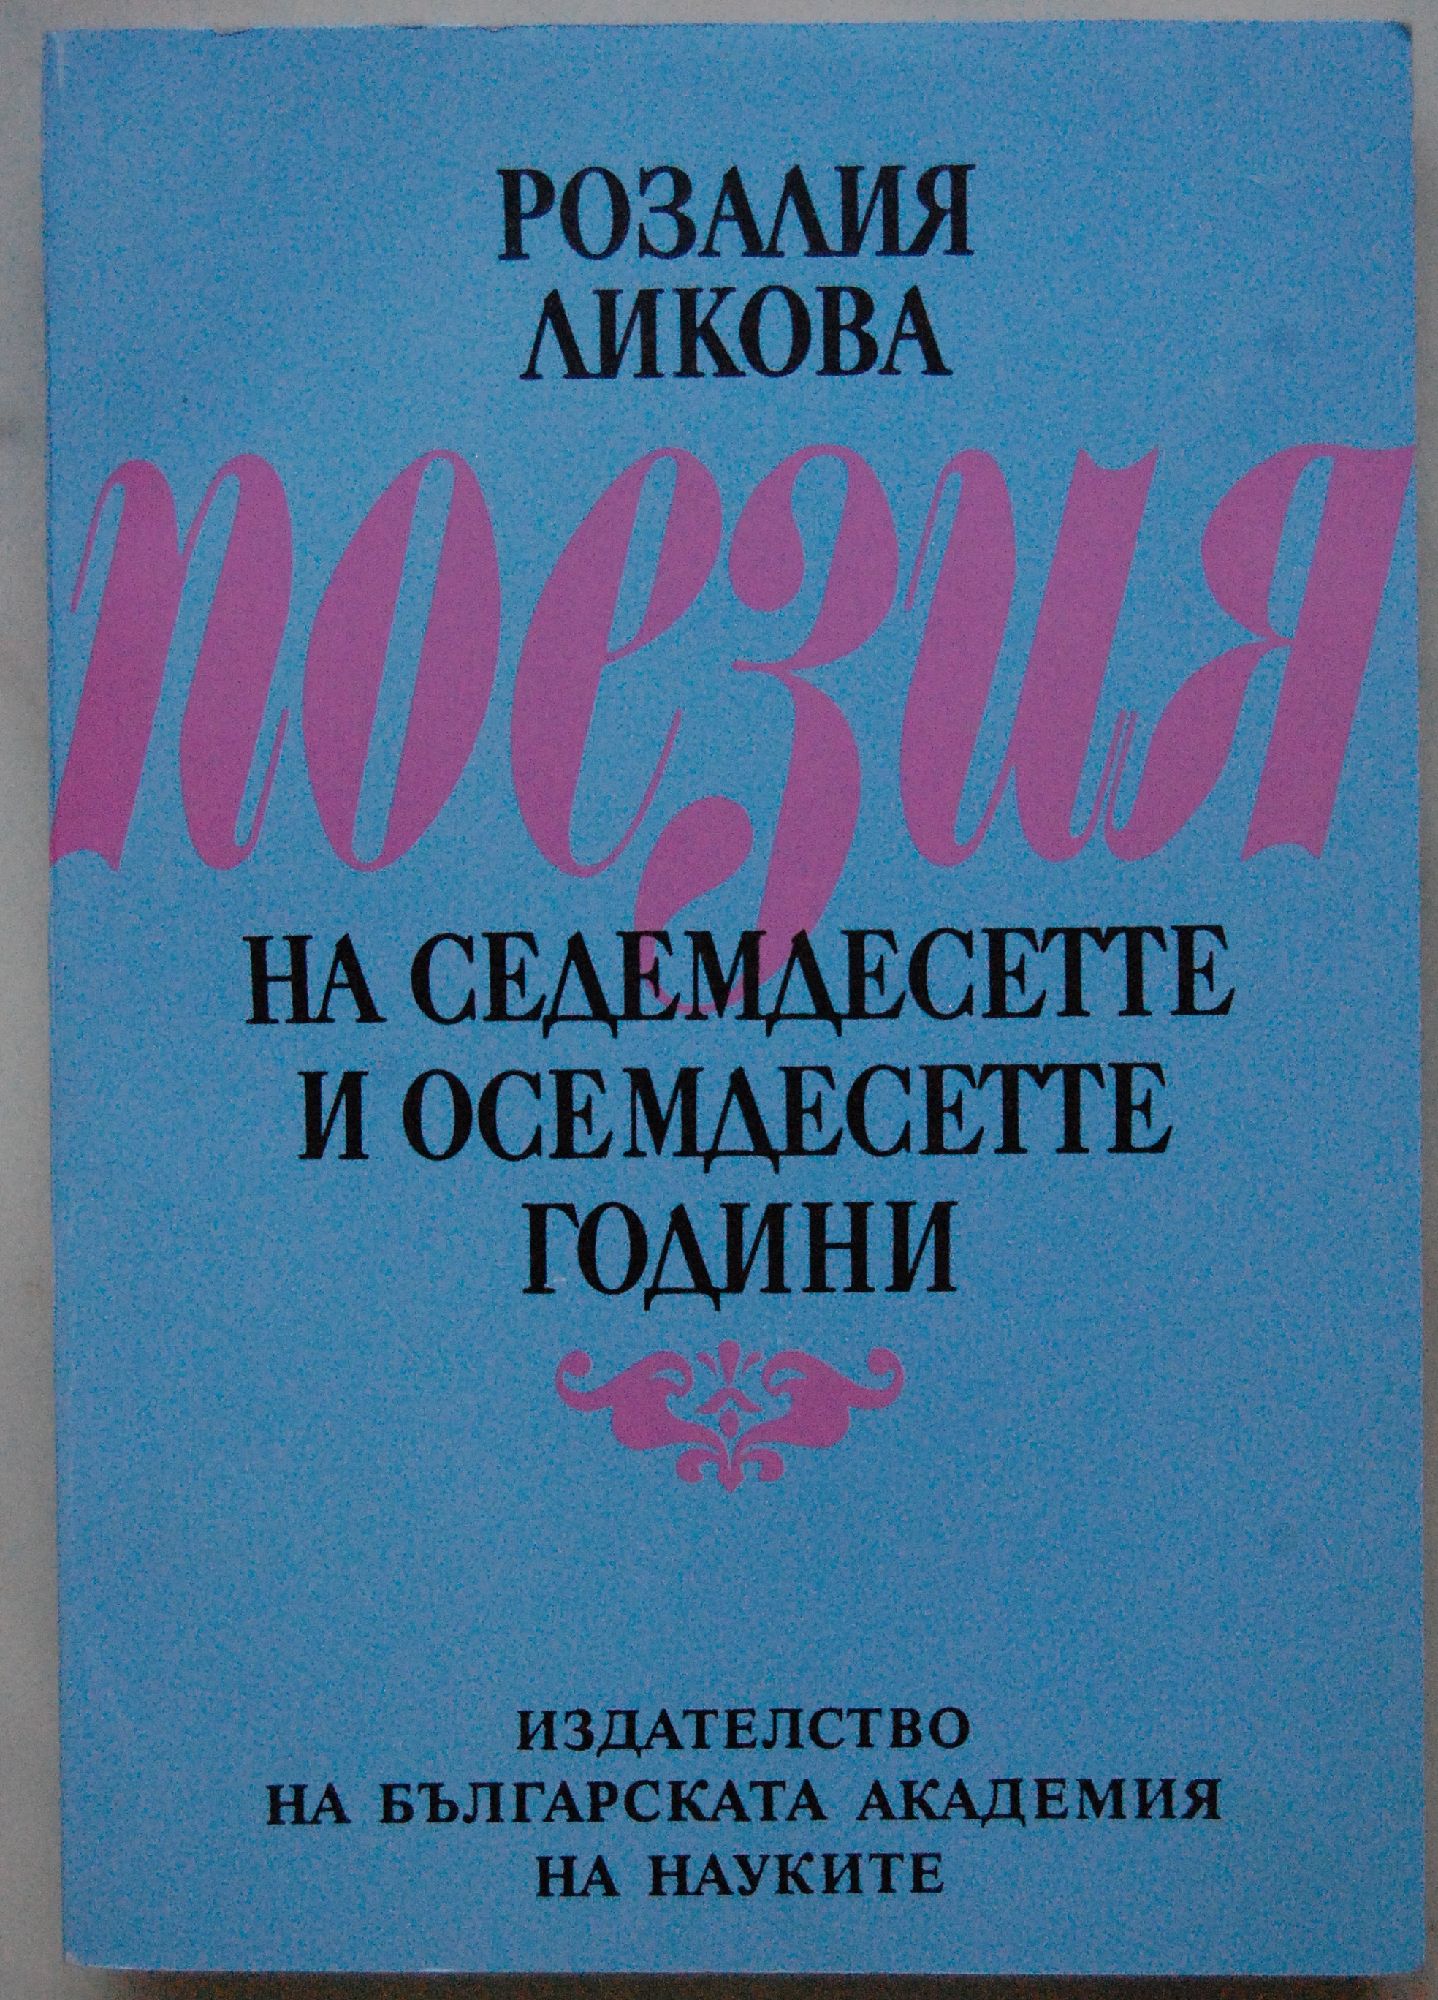 РОЗАЛИЯ
ЛИКОВА
поезия
НА СЕДЕМДЕСЕТТЕ
И ОСЕМДЕСЕТТЕ
ГОДИНИ
ИЗДАТЕЛСТВО
НА БЪЛГАРСКАТА АКАДЕМИЯ
НА НАУКИТЕ